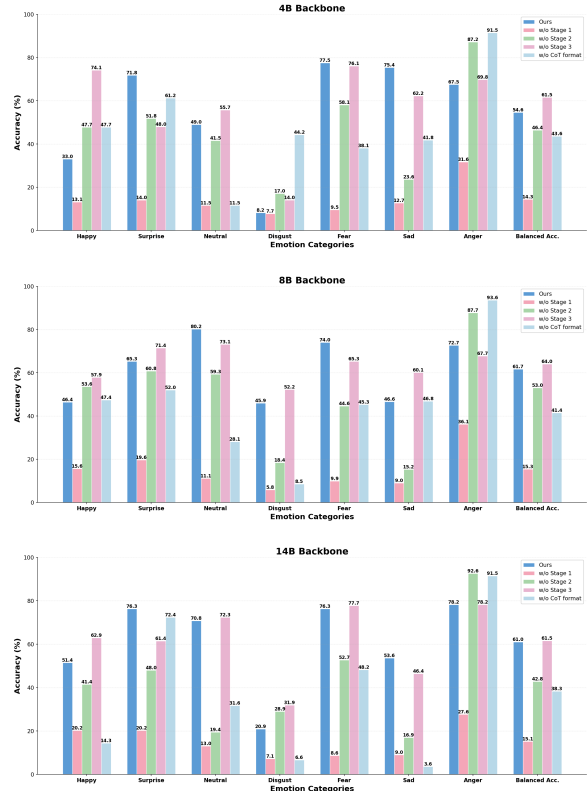 4B Backbone
Ours
w/o Stage 1
w/o Stage 2
w/o Stage 3
w/o CoT format
Accuracy (%)
100
80
60
40
20
0
33.0 13.1 47.7 74.1 47.7
71.8 14.0 51.8 48.0 61.2
49.0 11.5 41.5 55.7 11.5
8.2 7.7 17.0 14.0 44.2
77.5 9.5 58.1 76.1 38.1
75.4 12.7 23.6 62.2 41.8
67.5 31.6 87.2 69.8 91.5
54.6 14.3 46.4 61.5 43.6
Happy Surprise Neutral Disgust Fear Sad Anger Balanced Acc.
Emotion Categories
8B Backbone
Ours
w/o Stage 1
w/o Stage 2
w/o Stage 3
w/o CoT format
Accuracy (%)
100
80
60
40
20
0
46.4 15.6 53.6 57.9 47.4
65.3 19.6 60.8 71.4 52.0
80.2 11.1 59.3 73.1 28.1
45.9 5.8 18.4 52.2 8.5
74.0 9.9 44.6 65.3 45.3
46.6 9.0 15.2 60.1 46.8
72.7 36.1 87.7 67.7 93.6
61.7 15.3 53.0 64.0 41.4
Happy Surprise Neutral Disgust Fear Sad Anger Balanced Acc.
Emotion Categories
14B Backbone
Ours
w/o Stage 1
w/o Stage 2
w/o Stage 3
w/o CoT format
Accuracy (%)
100
80
60
40
20
0
51.4 20.2 41.4 62.9 14.3
76.3 20.2 48.0 61.4 72.4
70.8 13.0 19.4 72.3 31.6
20.9 7.1 28.9 31.9 6.6
76.3 8.6 52.7 77.7 48.2
53.6 9.0 16.9 46.4 3.6
78.2 27.6 92.6 78.2 91.5
61.0 15.1 42.8 61.5 38.3
Happy Surprise Neutral Disgust Fear Sad Anger Balanced Acc.
Emotion Categories